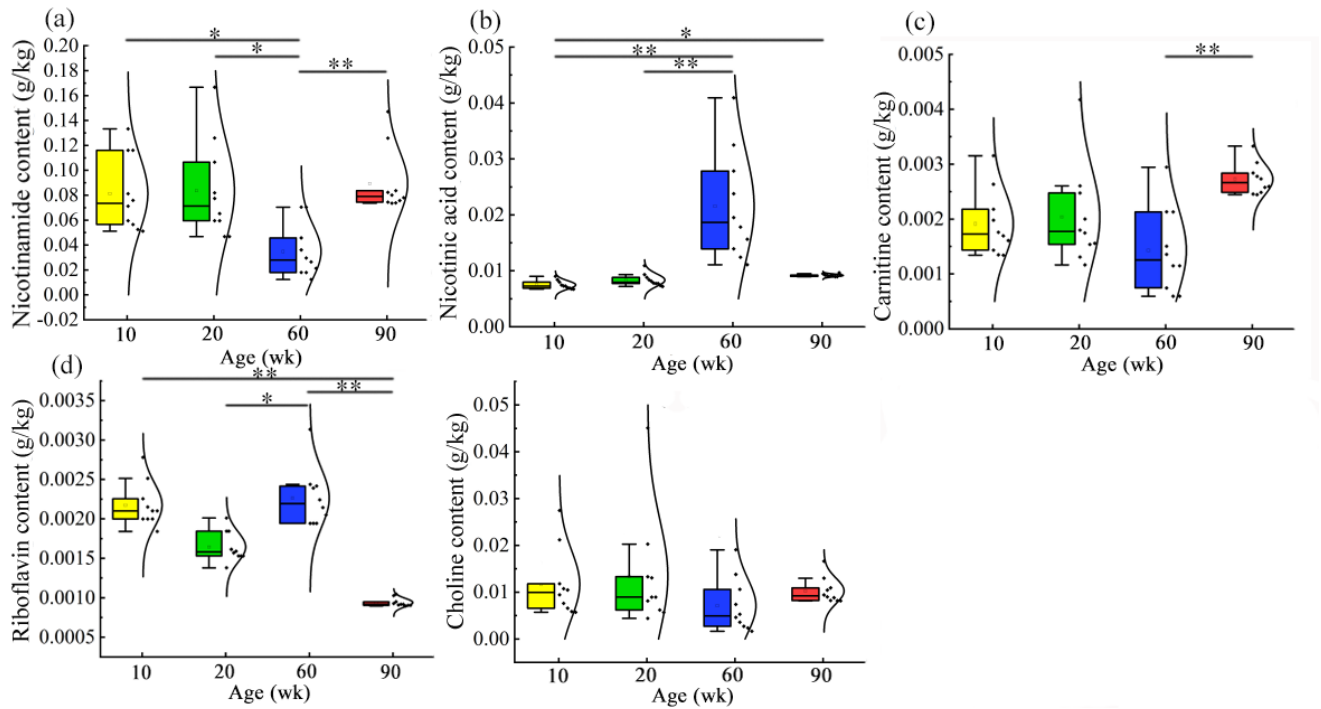 (a)
Nicotinamide content (g/kg)
0.20
0.18
0.16
0.14
0.12
0.10
0.08
0.06
0.04
0.02
0.00
-0.02
*
*
**
10 20 60 90
Age (wk)
(b)
Nicotinic acid content (g/kg)
0.05
0.04
0.03
0.02
0.01
0.00
*
**
**
10 20 60 90
Age (wk)
(c)
Carnitine content (g/kg)
0.005
0.004
0.003
0.002
0.001
0.000
**
10 20 60 90
Age (wk)
(d)
Riboflavin content (g/kg)
0.0035
0.0030
0.0025
0.0020
0.0015
0.0010
0.0005
**
*
**
10 20 60 90
Age (wk)
Choline content (g/kg)
0.05
0.04
0.03
0.02
0.01
0.00
10 20 60 90
Age (wk)